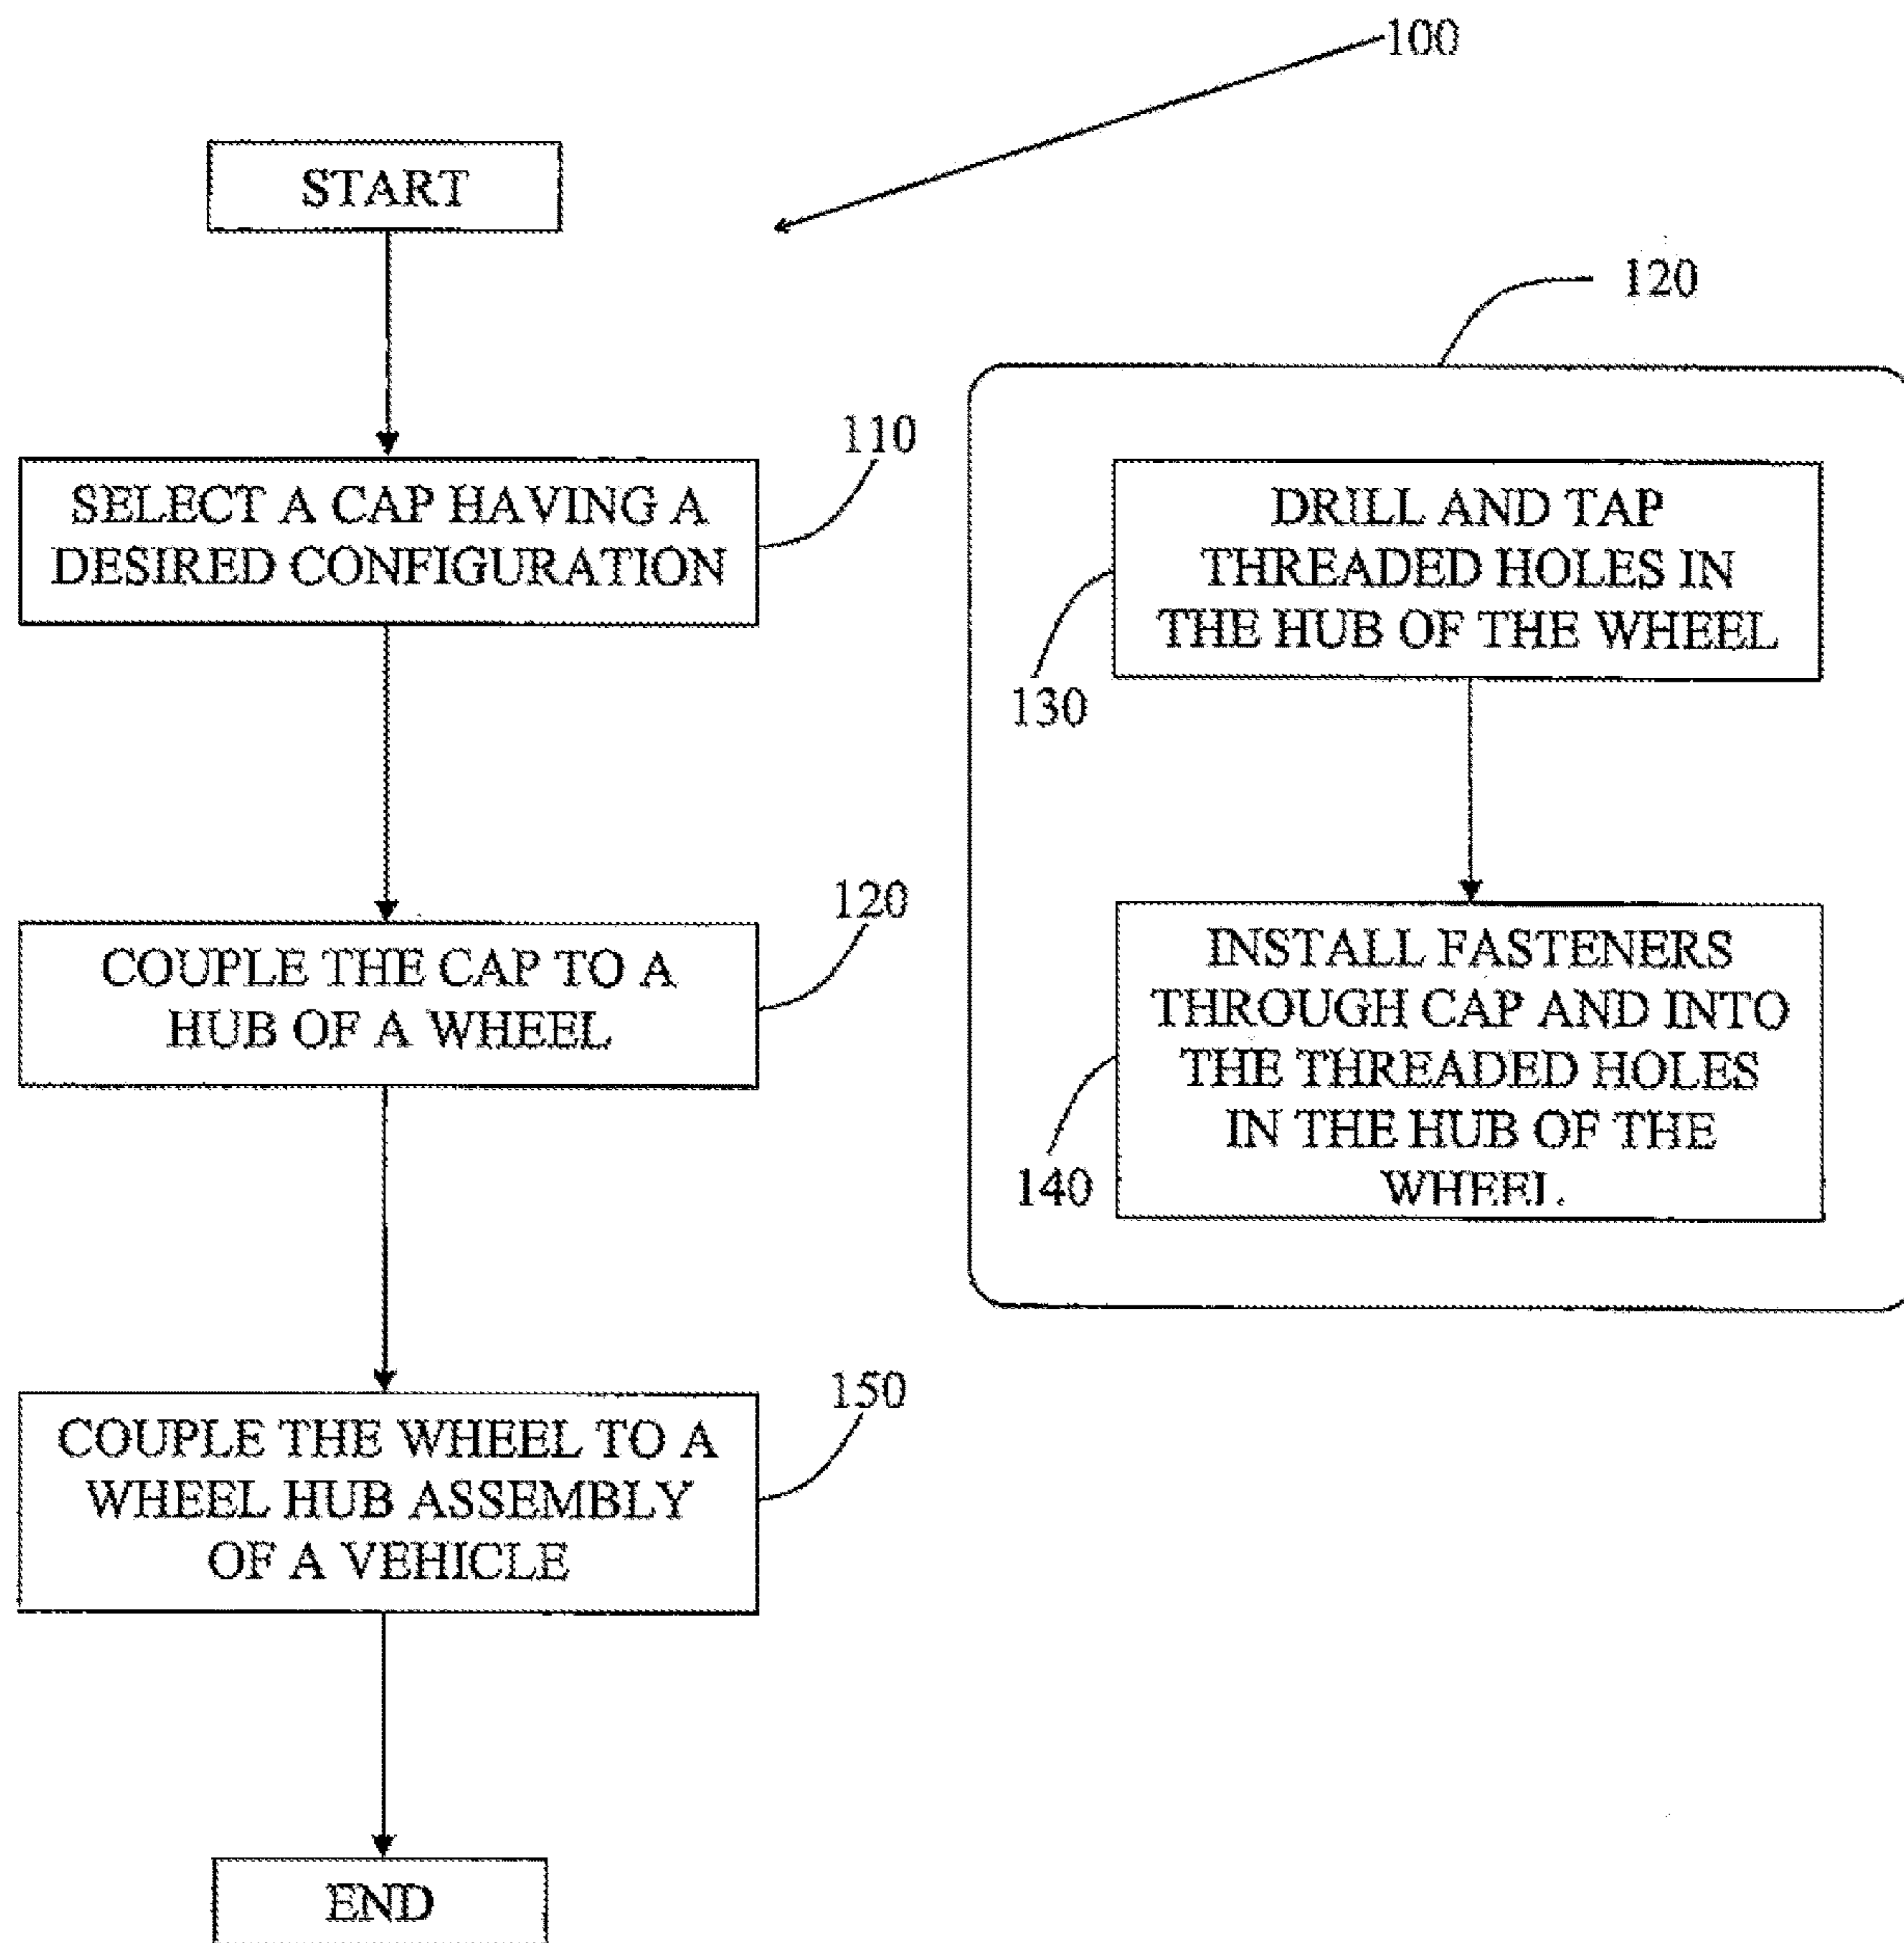 100
START
110
SELECT A CAP HAVING A
DESIRED CONFIGURATION
120
COUPLE THE CAP TO A
HUB OF A WHEEL
150
COUPLE THE WHEEL TO A
WHEEL HUB ASSEMBLY
OF A VEHICLE
END
120
DRILL AND TAP
THREADED HOLES IN
THE HUB OF THE WHEEL
130
INSTALL FASTENERS
THROUGH CAP AND INTO
THE THREADED HOLES
IN THE HUB OF THE
WHEEL
140